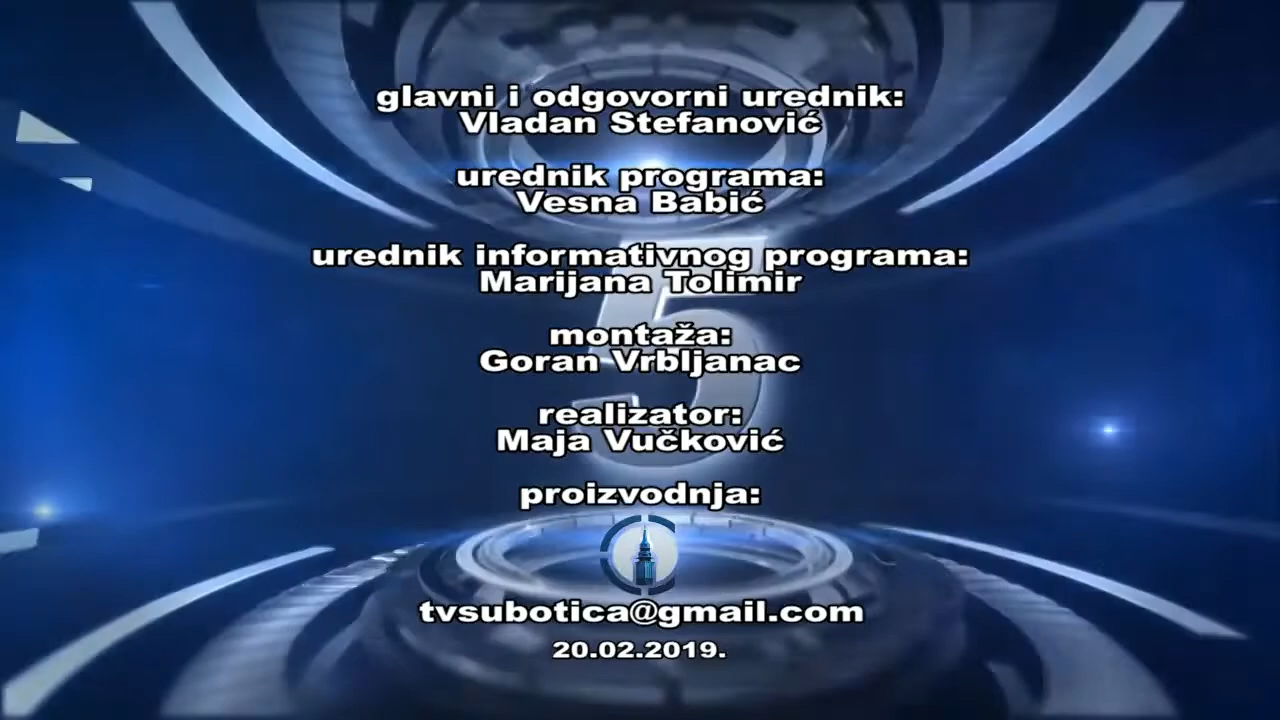 glavni i odgovorni urednik:
Vladan Stefanović
urednik programa:
Vesna Babić
urednik informativnog programa:
Marijana Tolimir
montaža:
Goran Vrbljanac
realizator:
Maja Vučković
proizvodnja:
tvsubotica@gmail.com
20.02.2019.
5